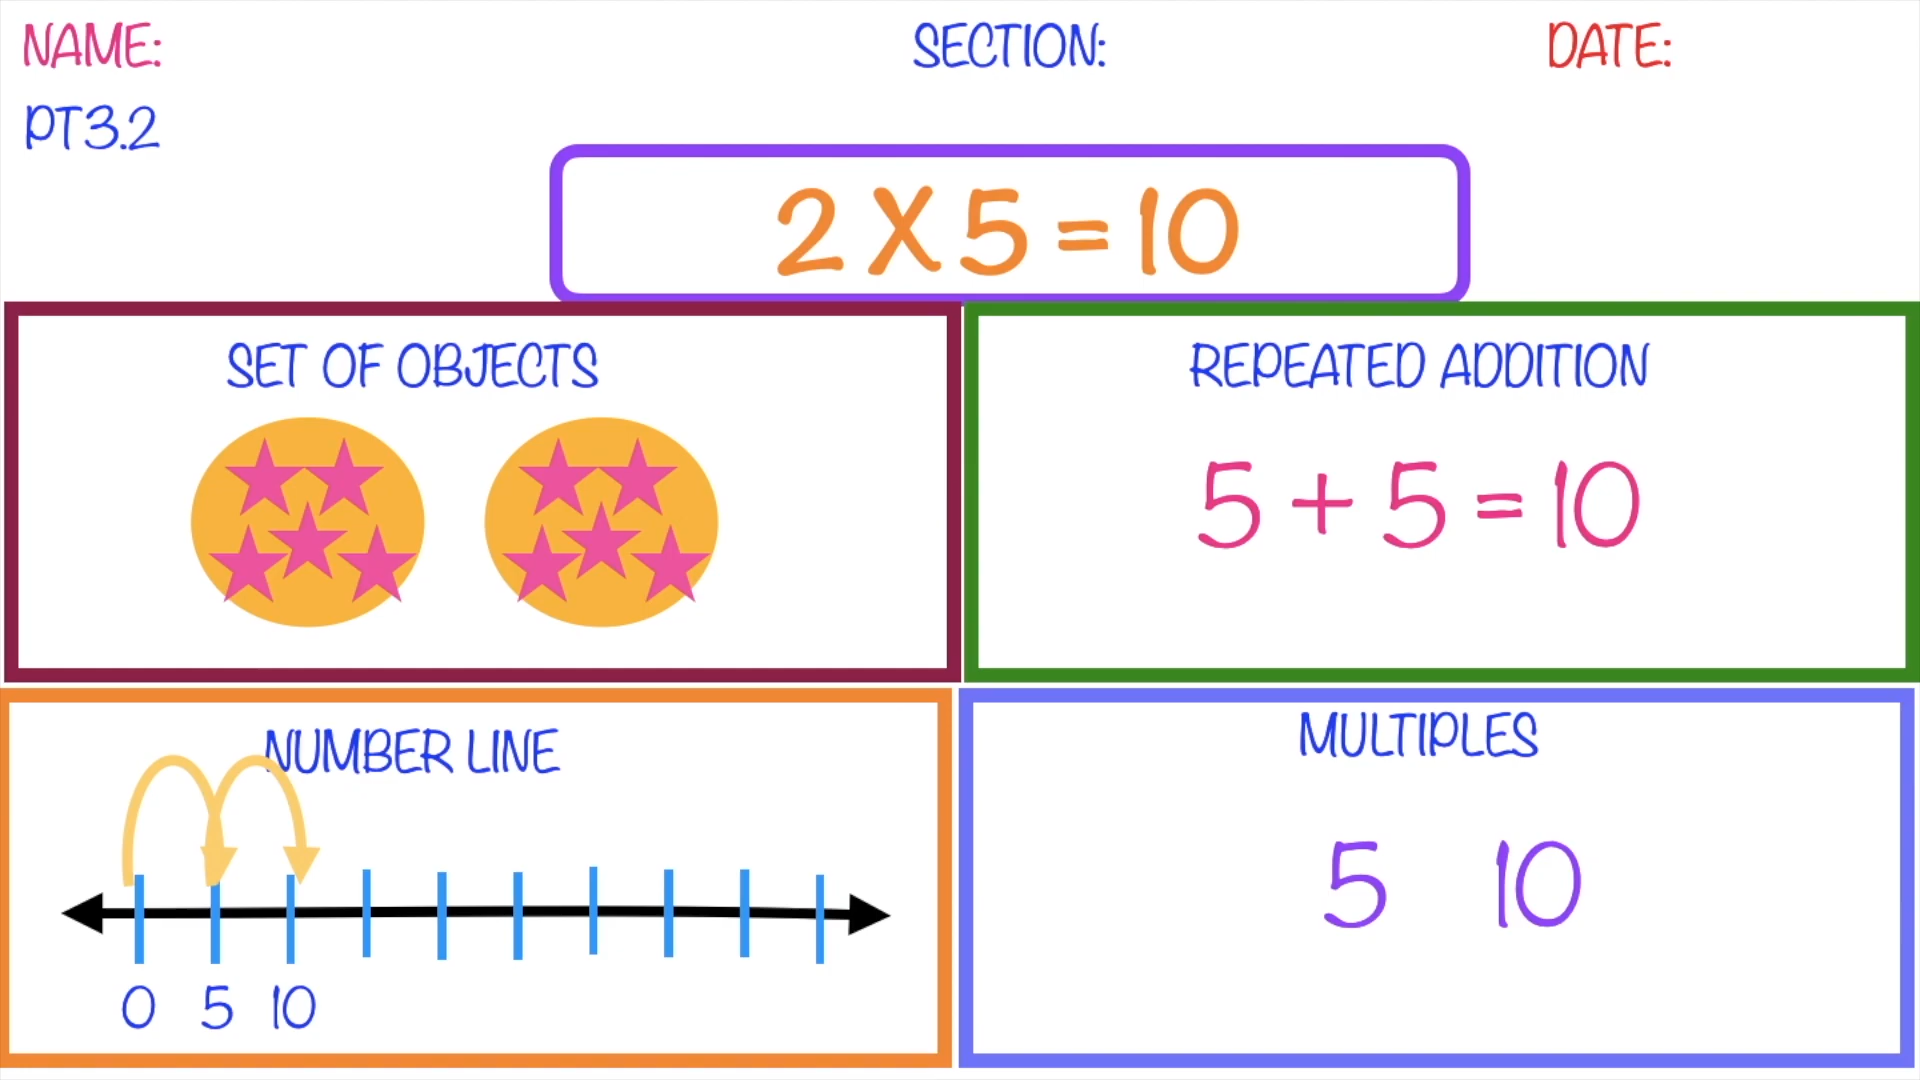 NAME: SECTION: DATE:
PT3.2
2 X 5 = 10
SET OF OBJECTS
REPEATED ADDITION
5 + 5 = 10
NUMBER LINE
0 5 10
MULTIPLES
5 10